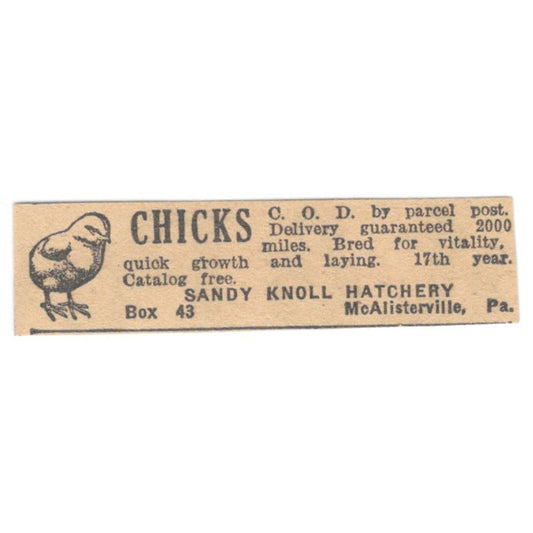 CHICKS C. O. D. by parcel post.
Delivery guaranteed 2000
miles. Bred for vitality,
quick growth and laying. 17th year.
Catalog free.
SANDY KNOLL HATCHERY
Box 43 McAlisterville, Pa.